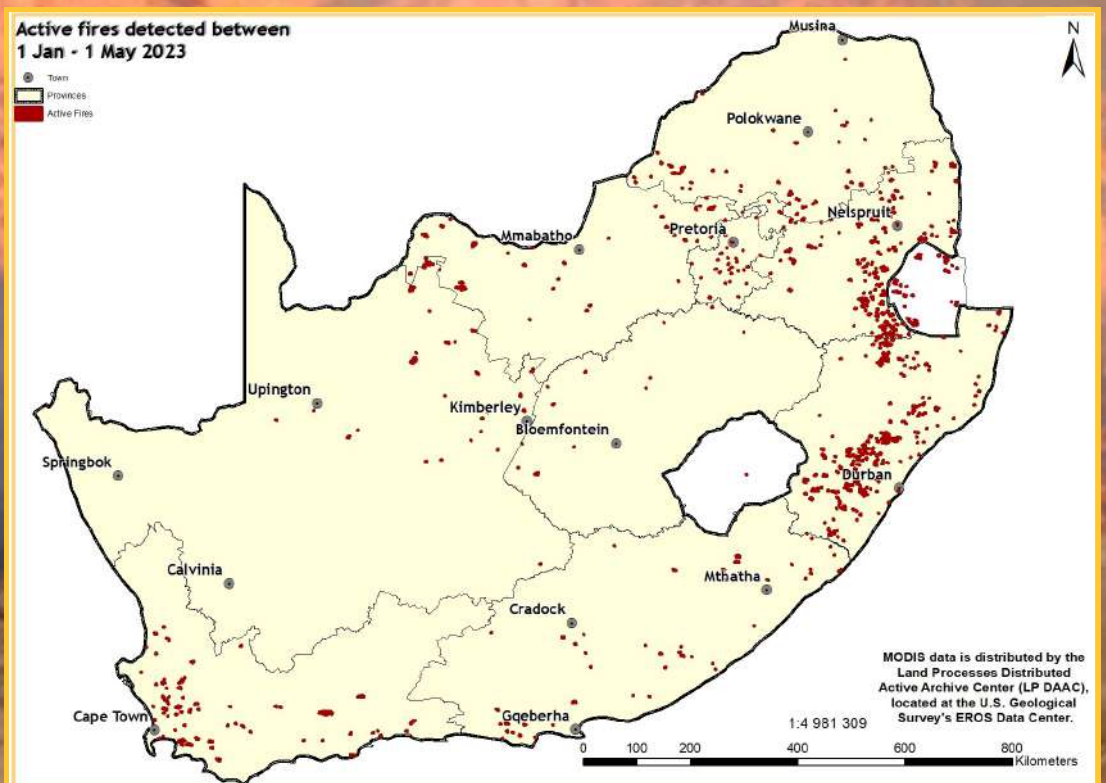 Active fires detected between
1 Jan - 1 May 2023
Town
Provinces
Active Fires
N
Musina
Polokwane
Nelspruit
Pretoria
Mmabatho
Upington
Kimberley
Bloemfontein
Springbok
Durban
Calvinia
Mthatha
Cradock
Cape Town
Gqeberha
MODIS data is distributed by the
Land Processes Distributed
Active Archive Center (LP DAAC),
located at the U.S. Geological
Survey's EROS Data Center.
1:4 981 309
0 100 200 400 600 800
Kilometers